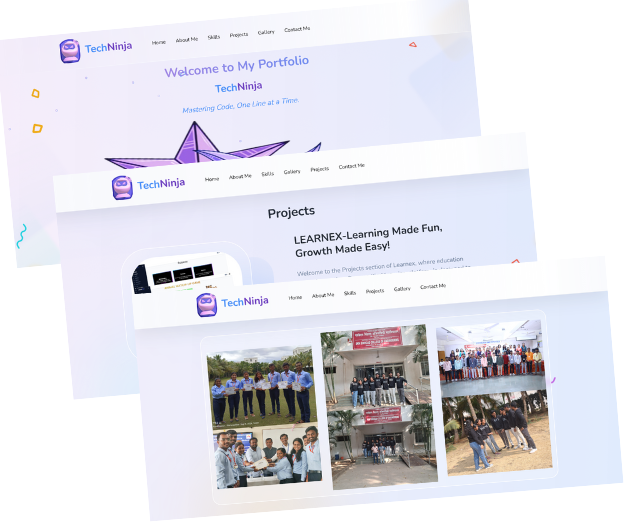 TechNinja
Home About Me Skills Projects Gallery Contact Me
Welcome to My Portfolio
TechNinja
Mastering Code, One Line at a Time.
TechNinja
Home About Me Skills Gallery Projects Contact Me
Projects
LEARNEX-Learning Made Fun,
Growth Made Easy!
Welcome to the Projects section of Learnex, where education
TechNinja
Home About Me Skills Projects Gallery Contact Me